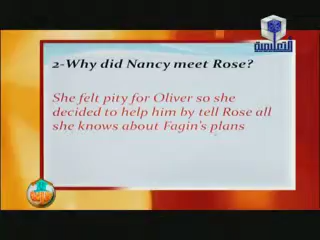 التعليمية
2-Why did Nancy meet Rose?
She felt pity for Oliver so she
decided to help him by tell Rose all
she knows about Fagin's plans